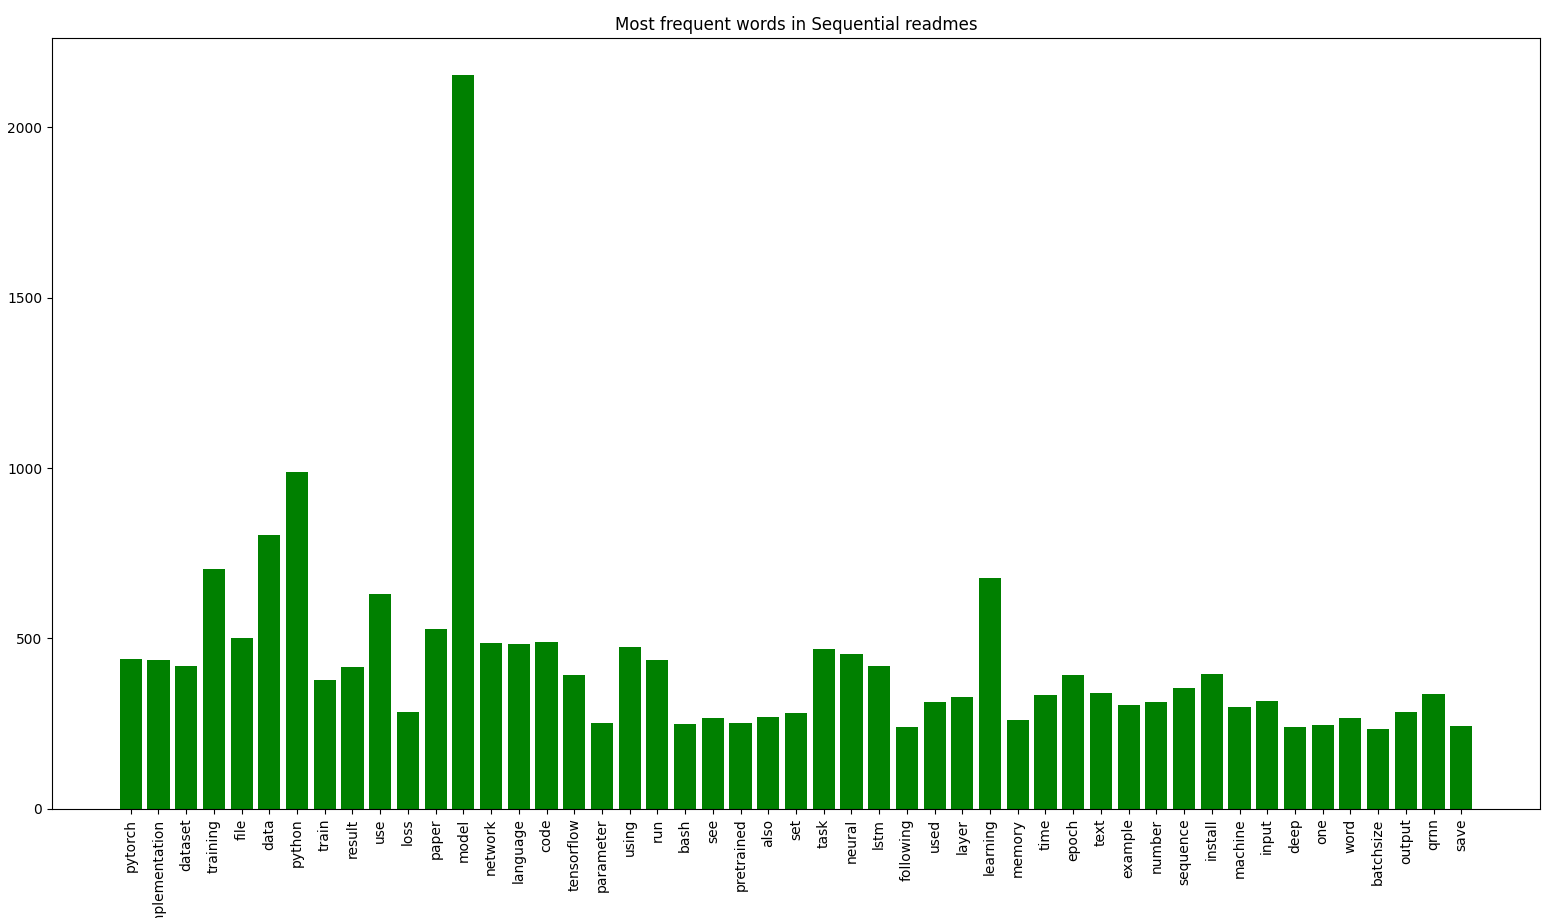 Most frequent words in Sequential readmes
2000
1500
1000
500
0
pytorch
nplementation
dataset
training
file
data
python
train
result
use
loss
paper
model
network
language
code
tensorflow
parameter
using
run
bash
see
pretrained
also
set
task
neural
lstm
following
used
layer
learning
memory
time
epoch
text
example
number
sequence
install
machine
input
deep
one
word
batchsize
output
qrnn
save